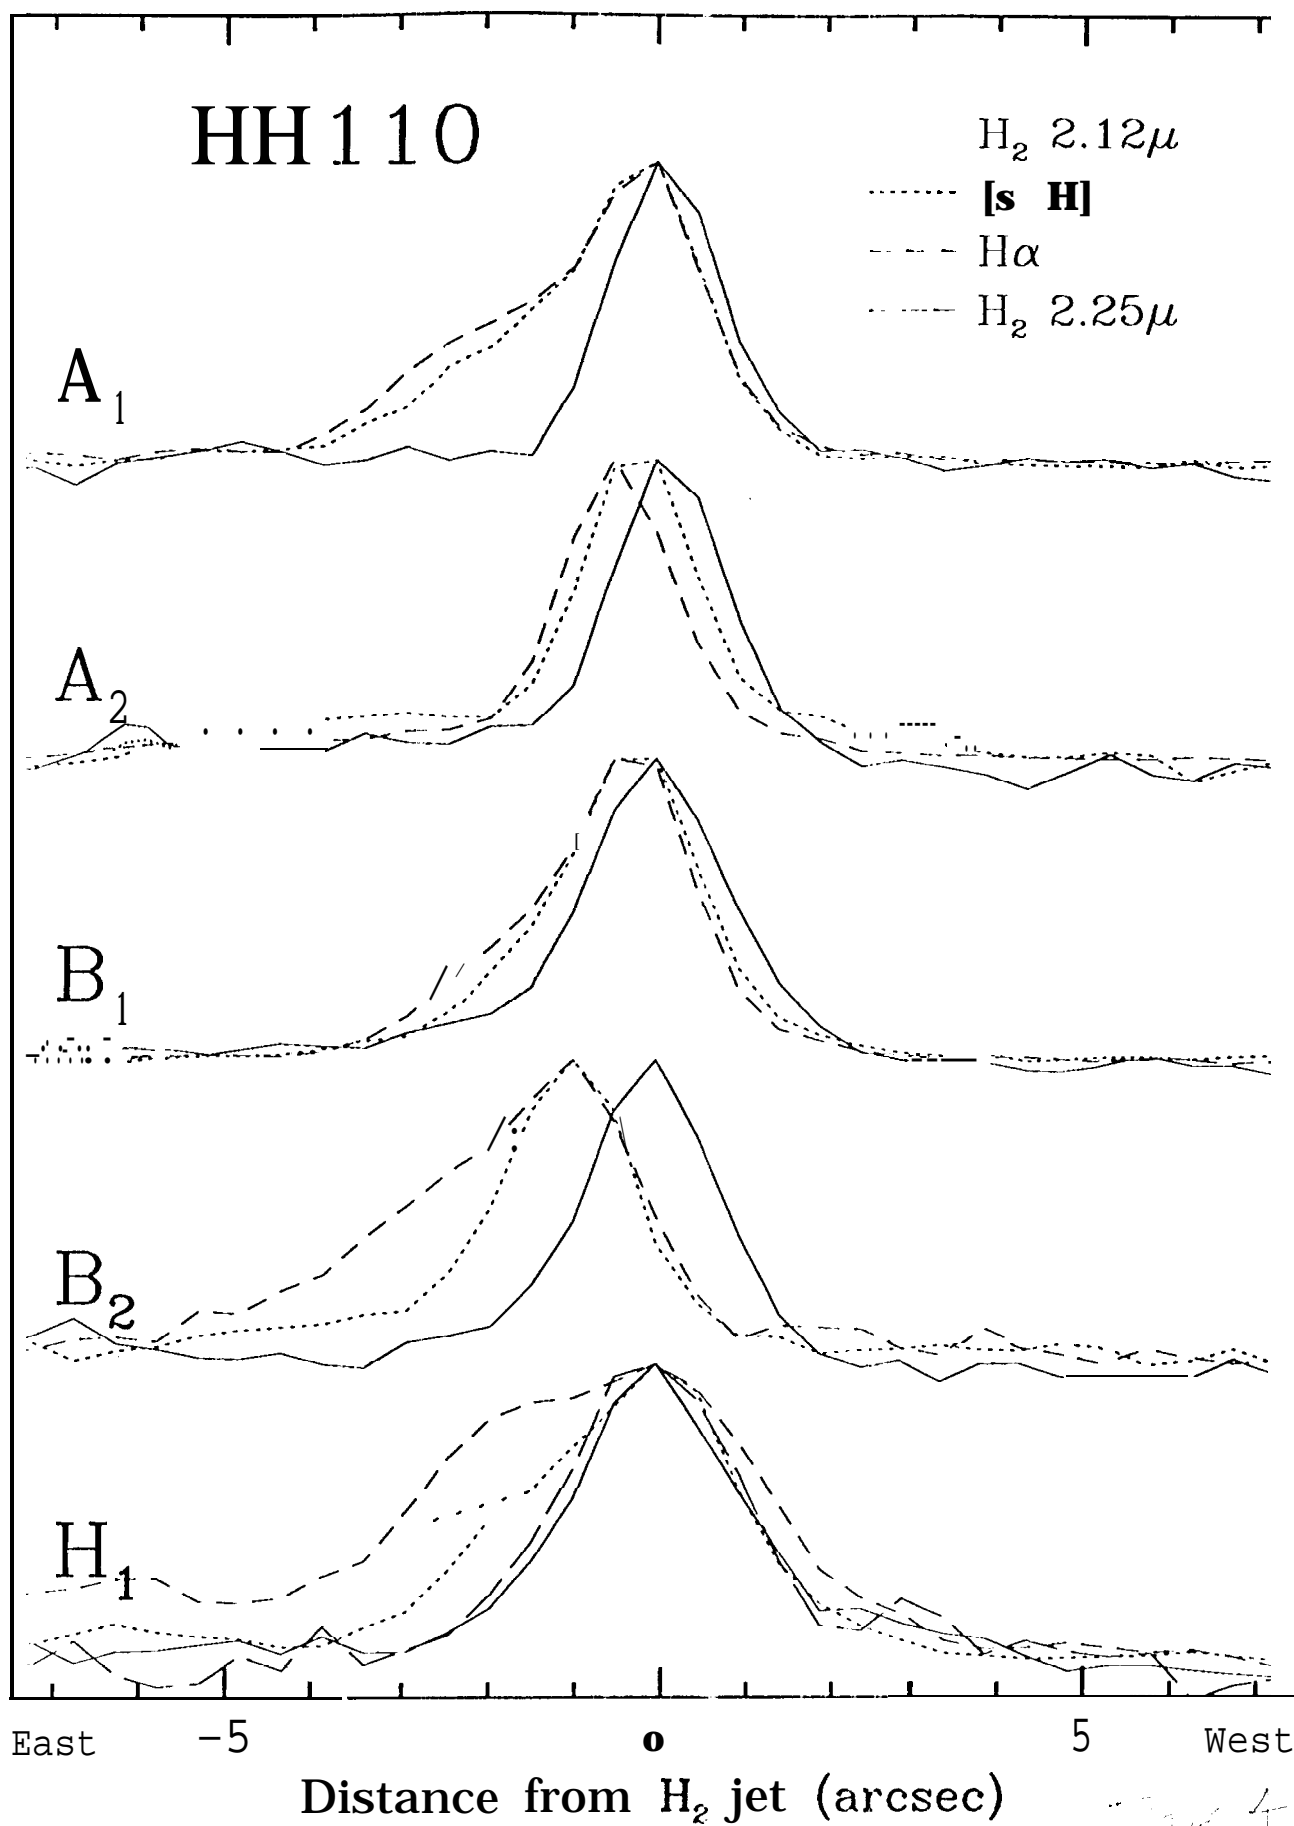 HH110
H₂ 2.12μ
[s H]
Hα
H₂ 2.25μ
A₁
A₂
B₁
B₂
H₁
-5 o 5
East West
Distance from H₂ jet (arcsec)